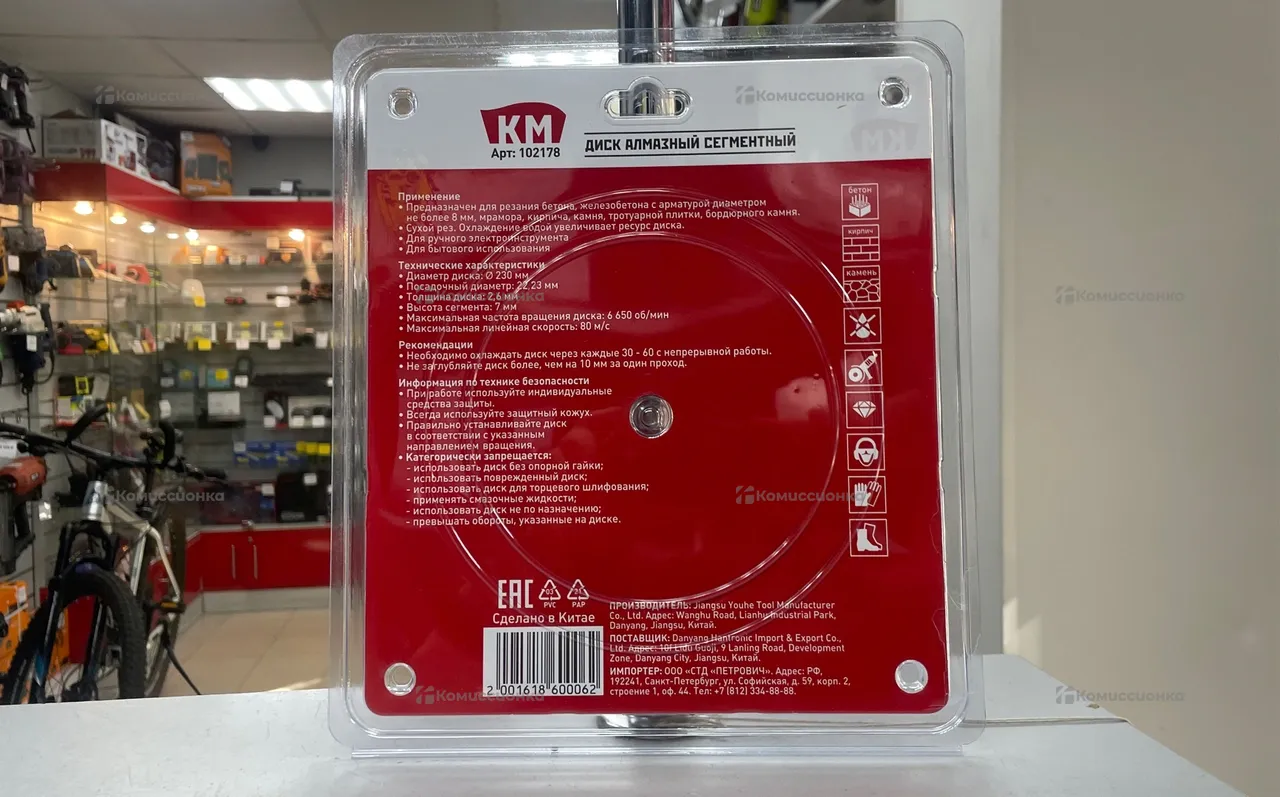 КМ
Арт: 102178
ДИСК АЛМАЗНЫЙ СЕГМЕНТНЫЙ
Применение
• Предназначен для резания бетона, железобетона с арматурой диаметром
не более 8 мм, мрамора, кирпича, камня, тротуарной плитки, бордюрного камня.
• Сухой рез. Охлаждение водой увеличивает ресурс диска.
• Для ручного электроинструмента
• Для бытового использования
Технические характеристики
• Диаметр диска: Ø 230 мм
• Посадочный диаметр: 22,23 мм
• Толщина диска: 2,6 мм
• Высота сегмента: 7 мм
• Максимальная частота вращения диска: 6 650 об/мин
• Максимальная линейная скорость: 80 м/с
Рекомендации
• Необходимо охлаждать диск через каждые 30 - 60 с непрерывной работы.
• Не заглубляйте диск более, чем на 10 мм за один проход.
Информация по технике безопасности
• При работе используйте индивидуальные
средства защиты.
• Всегда используйте защитный кожух.
• Правильно устанавливайте диск
в соответствии с указанным
направлением вращения.
• Категорически запрещается:
- использовать диск без опорной гайки;
- использовать поврежденный диск;
- использовать диск для торцевого шлифования;
- применять смазочные жидкости;
- использовать диск не по назначению;
- превышать обороты, указанные на диске.
бетон
кирпич
камень
EAC
03
PVC
PAP
Сделано в Китае
2 001618 600062
ПРОИЗВОДИТЕЛЬ: Jiangsu Youhe Tool Manufacturer
Co., Ltd. Адрес: Wanghu Road, Lianhu Industrial Park,
Danyang, Jiangsu, Китай.
ПОСТАВЩИК: Danyang Hantronic Import & Export Co.,
Ltd. Адрес: 10f Lidu Guoji, 9 Lanling Road, Development
Zone, Danyang City, Jiangsu, Китай.
ИМПОРТЕР: ООО «СТД «ПЕТРОВИЧ». Адрес: РФ,
192241, Санкт-Петербург, ул. Софийская, д. 59, корп. 2,
строение 1, оф. 44. Тел: +7 (812) 334-88-88.
Комиссионка
Комиссионка
Комиссионка
Комиссионка
Комиссионка
Комиссионка
Комиссионка